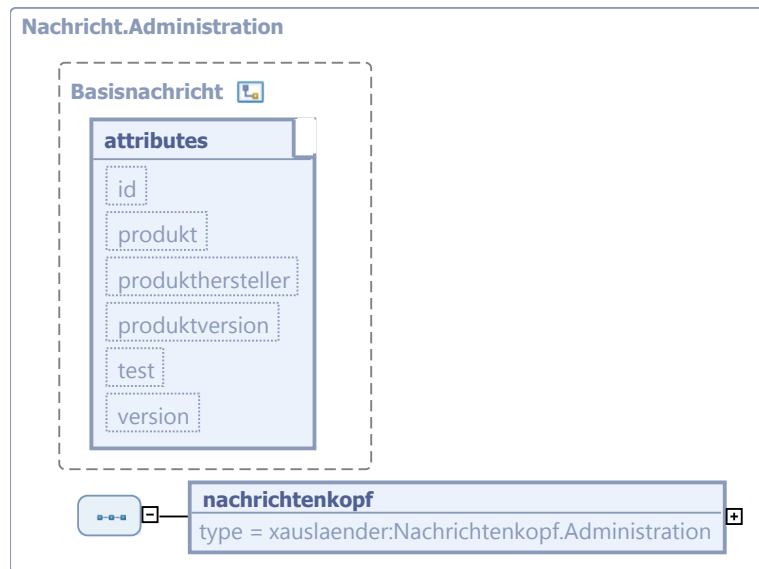 Nachricht.Administration
Basisnachricht
attributes
id
produkt
produkthersteller
produktversion
test
version
nachrichtenkopf
type = xauslaender:Nachrichtenkopf.Administration